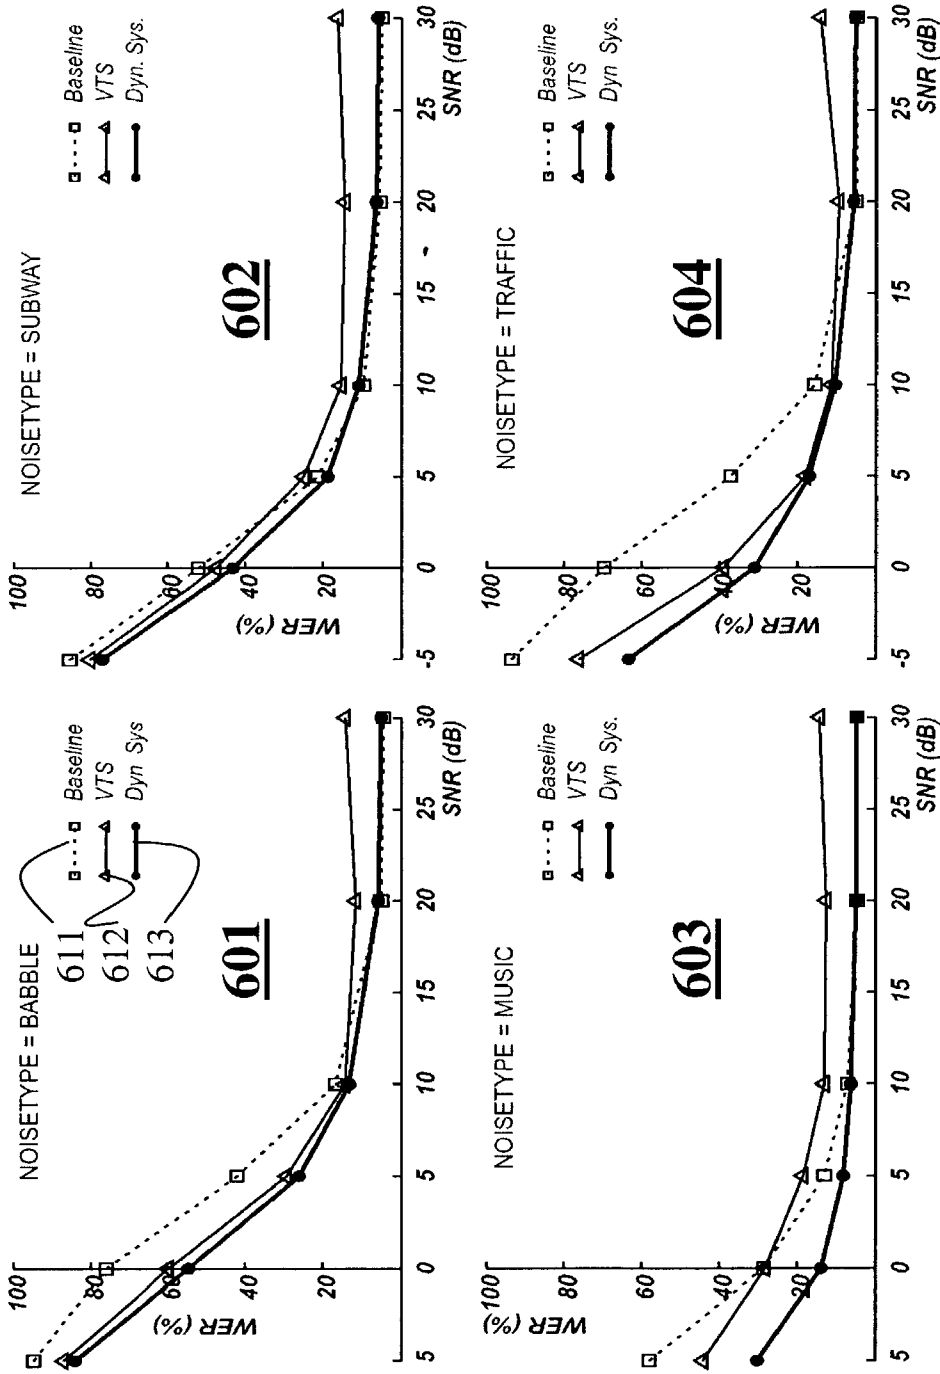 NOISETYPE = BABBLE
611
612
613
Baseline
VTS
Dyn Sys
601
WER (%)
100
80
60
40
20
5 0 5 10 15 20 25 30
SNR (dB)
NOISETYPE = SUBWAY
Baseline
VTS
Dyn. Sys.
602
WER (%)
100
80
60
40
20
-5 0 5 10 15 20 25 30
SNR (dB)
NOISETYPE = MUSIC
Baseline
VTS
Dyn Sys.
603
WER (%)
100
80
60
40
20
5 0 5 10 15 20 25 30
SNR (dB)
NOISETYPE = TRAFFIC
Baseline
VTS
Dyn. Sys.
604
WER (%)
100
80
60
40
20
-5 0 5 10 15 20 25 30
SNR (dB)